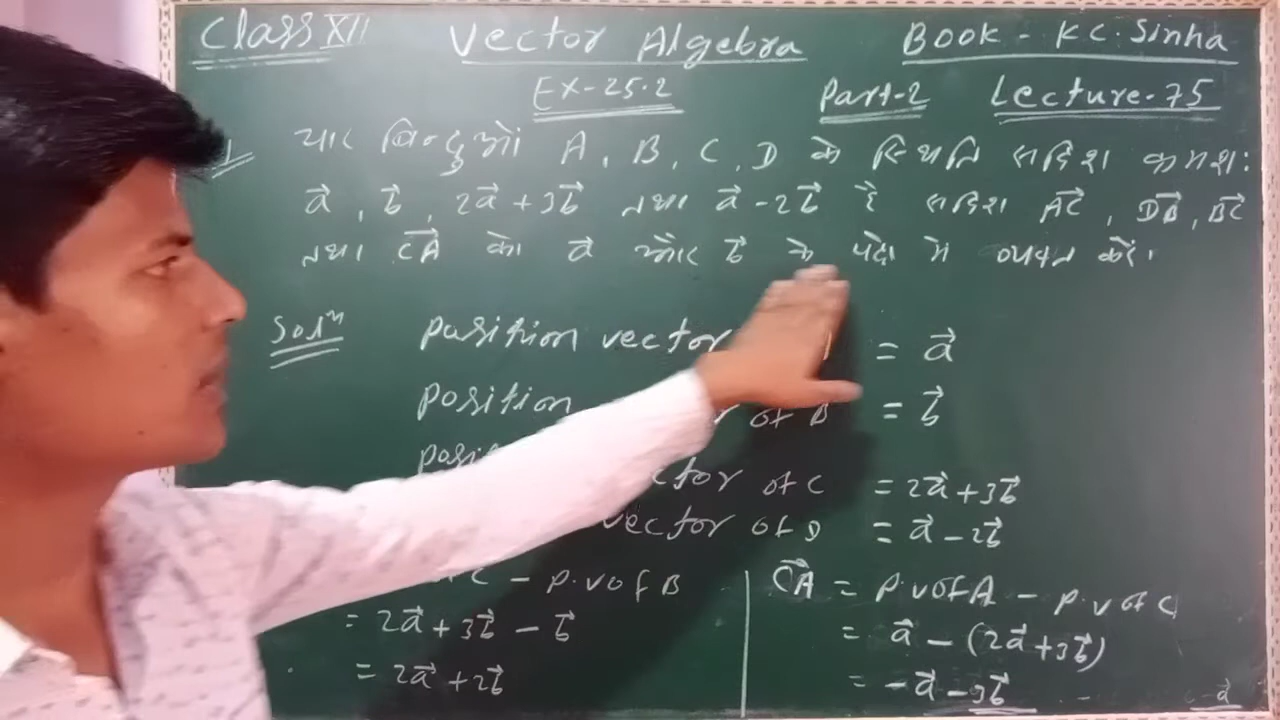 Class XII Vector Algebra Book - KC. Sinha
Ex-25.2 Part-2 Lecture-75
1 चार बिन्दुओं A, B, C, D के स्थिति सदिश क्रमशः
a⃗, b⃗, 2a⃗ + 3b⃗ तथा a⃗ - 2b⃗ है सदिश AC⃗, DB⃗, BC⃗
तथा CA⃗ को a⃗ और b⃗ के पदों में व्यक्त करें।
Solⁿ position vector = a⃗
position of B = b⃗
of C = 2a⃗ + 3b⃗
vector of D = a⃗ - 2b⃗
C - P.V of B
= 2a⃗ + 3b⃗ - b⃗
= 2a⃗ + 2b⃗
CA⃗ = P.V of A - P.V of C
= a⃗ - (2a⃗ + 3b⃗)
= -a⃗ - 3b⃗